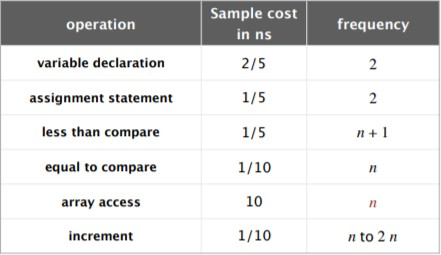 operation Sample cost in ns frequency
variable declaration 2/5 2
assignment statement 1/5 2
less than compare 1/5 n + 1
equal to compare 1/10 n
array access 10 n
increment 1/10 n to 2 n